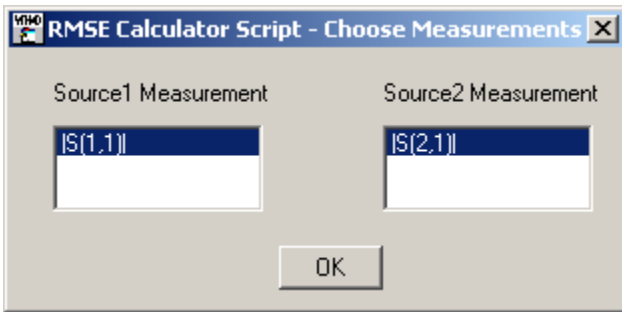 RMSE Calculator Script - Choose Measurements
Source1 Measurement
Source2 Measurement
|S(1,1)|
|S(2,1)|
OK